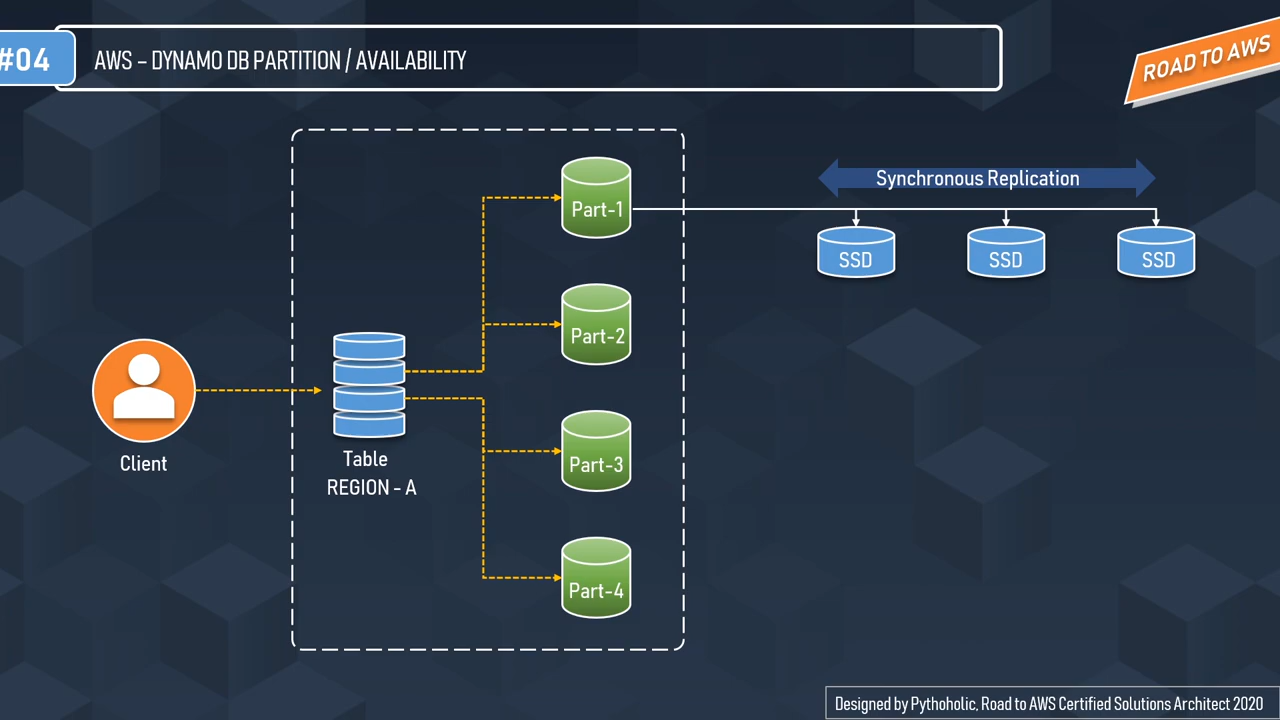 #04
AWS – DYNAMO DB PARTITION / AVAILABILITY
ROAD TO AWS
Synchronous Replication
Part-1
SSD
SSD
SSD
Part-2
Client
Table
REGION - A
Part-3
Part-4
Designed by Pythoholic, Road to AWS Certified Solutions Architect 2020